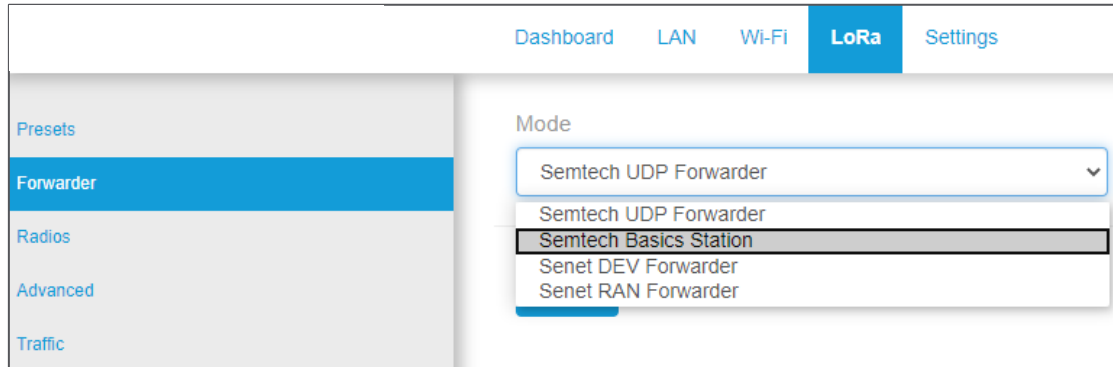 Dashboard LAN Wi-Fi LoRa Settings
Presets
Forwarder
Radios
Advanced
Traffic
Mode
Semtech UDP Forwarder
Semtech UDP Forwarder
Semtech Basics Station
Senet DEV Forwarder
Senet RAN Forwarder